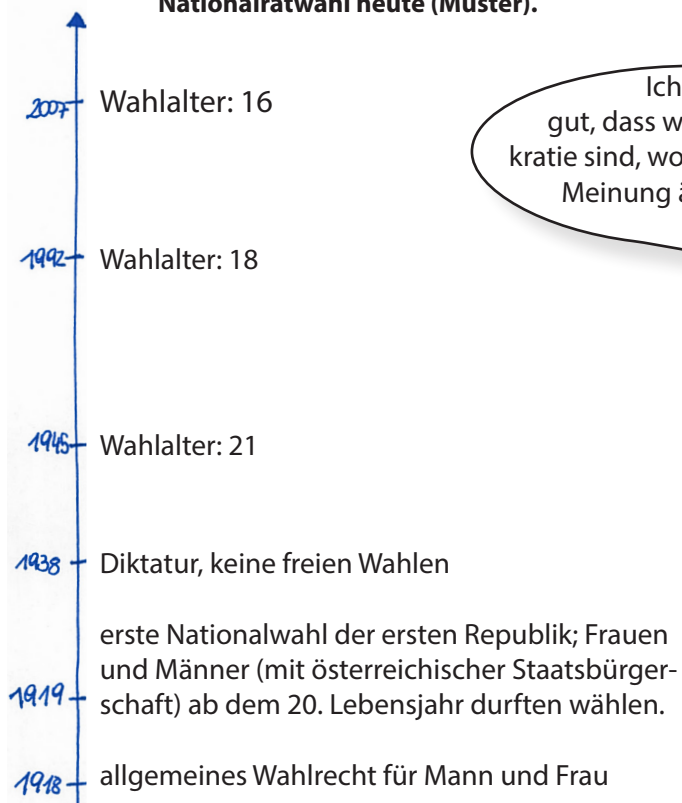 Nationalratwahl heute (Muster).
2007 Wahlalter: 16
Ich
gut, dass w
kratie sind, wo
Meinung ä
1992 Wahlalter: 18
1945 Wahlalter: 21
1938 Diktatur, keine freien Wahlen
erste Nationalwahl der ersten Republik; Frauen
und Männer (mit österreichischer Staatsbürger-
1919 schaft) ab dem 20. Lebensjahr durften wählen.
1918 allgemeines Wahlrecht für Mann und Frau